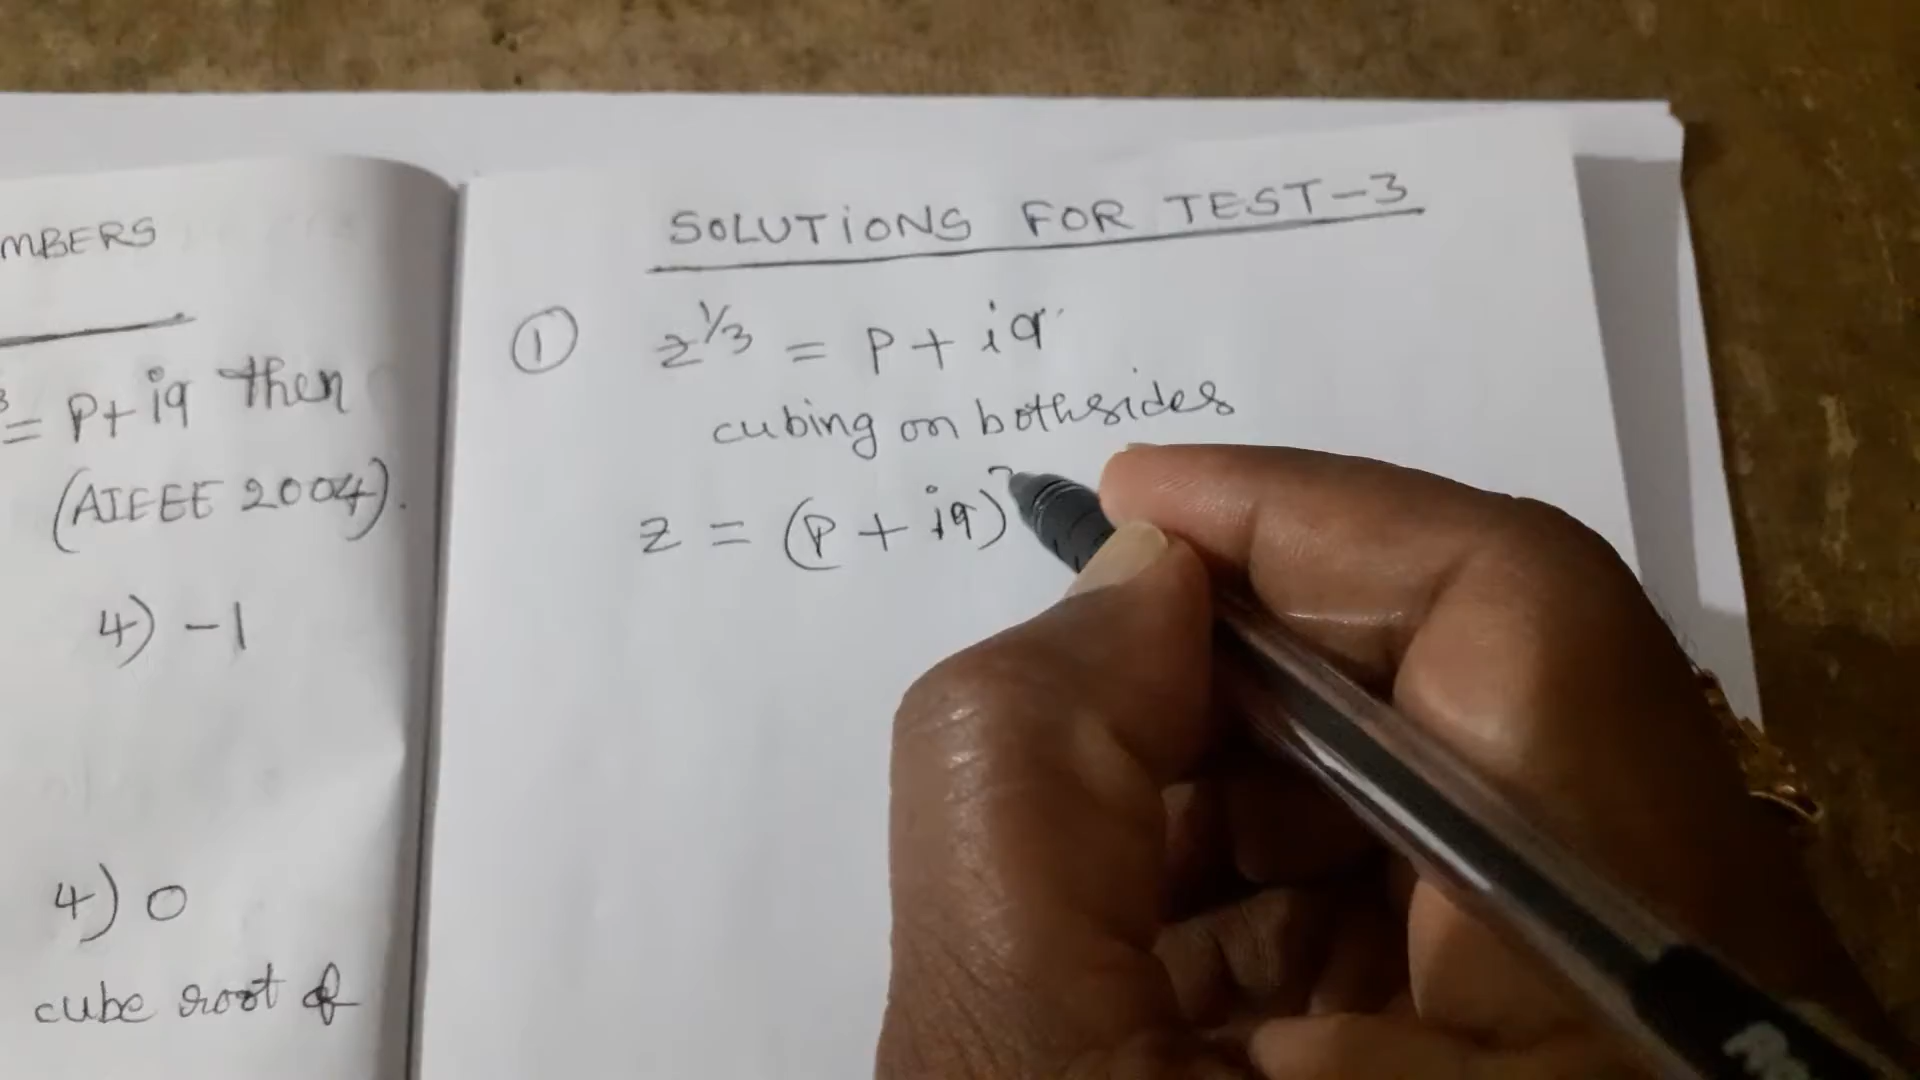 MBERS
3
= P+iq then
(AIEEE 2004).
4) -1
4) 0
cube root of
SOLUTiONS FOR TEST-3
① z^1/3 = P + iq
cubing on bothsides
z = (P + iq)